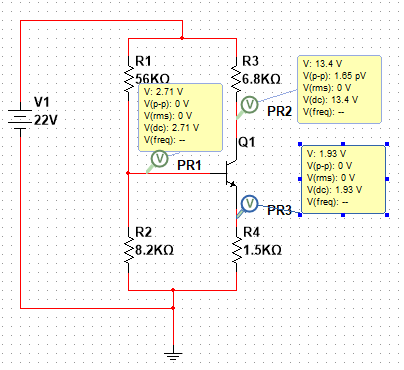 R1
56KΩ
R3
6.8KΩ
V: 13.4 V
V(p-p): 1.65 pV
V(rms): 0 V
V(dc): 13.4 V
V(freq): --
V: 2.71 V
V(p-p): 0 V
V(rms): 0 V
V(dc): 2.71 V
V(freq): --
V
PR2
V1
22V
Q1
V
PR1
V: 1.93 V
V(p-p): 0 V
V(rms): 0 V
V(dc): 1.93 V
V(freq): --
V
PR3
R2
8.2KΩ
R4
1.5KΩ